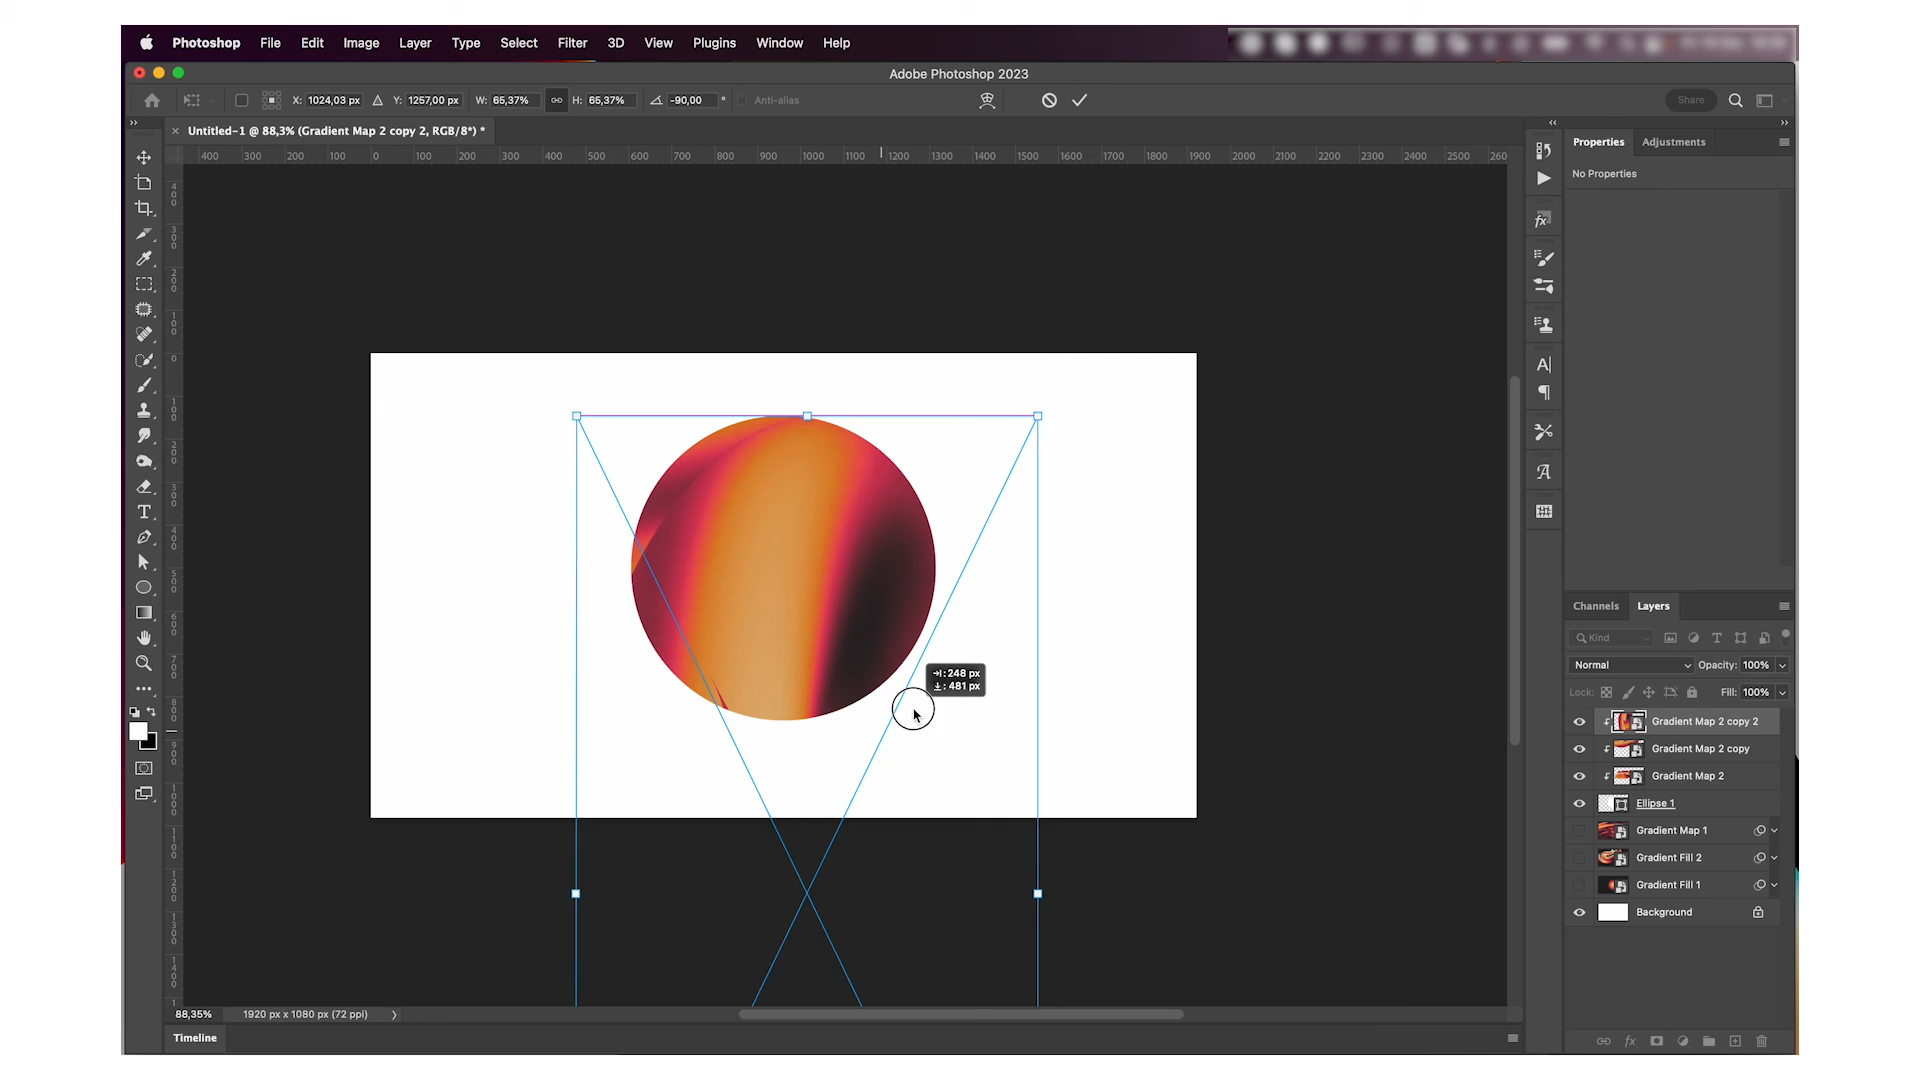 Photoshop File Edit Image Layer Type Select Filter 3D View Plugins Window Help
Adobe Photoshop 2023
X: 1024,03 px Y: 1257,00 px W: 65,37% H: 65,37% -90,00 ° Anti-alias Share
× Untitled-1 @ 88,3% (Gradient Map 2 copy 2, RGB/8*) *
400 300 200 100 0 100 200 300 400 500 600 700 800 900 1000 1100 1200 1300 1400 1500 1600 1700 1800 1900 2000 2100 2200 2300 2400 2500 260
400
300
200
100
0
100
200
300
400
500
600
700
800
900
1000
1100
1200
1300
1400
1
Properties Adjustments
No Properties
:248 px
: 481 px
Channels Layers
Kind
Normal Opacity: 100%
Lock: Fill: 100%
Gradient Map 2 copy 2
Gradient Map 2 copy
Gradient Map 2
Ellipse 1
Gradient Map 1
Gradient Fill 2
Gradient Fill 1
Background
88,35% 1920 px x 1080 px (72 ppi)
Timeline